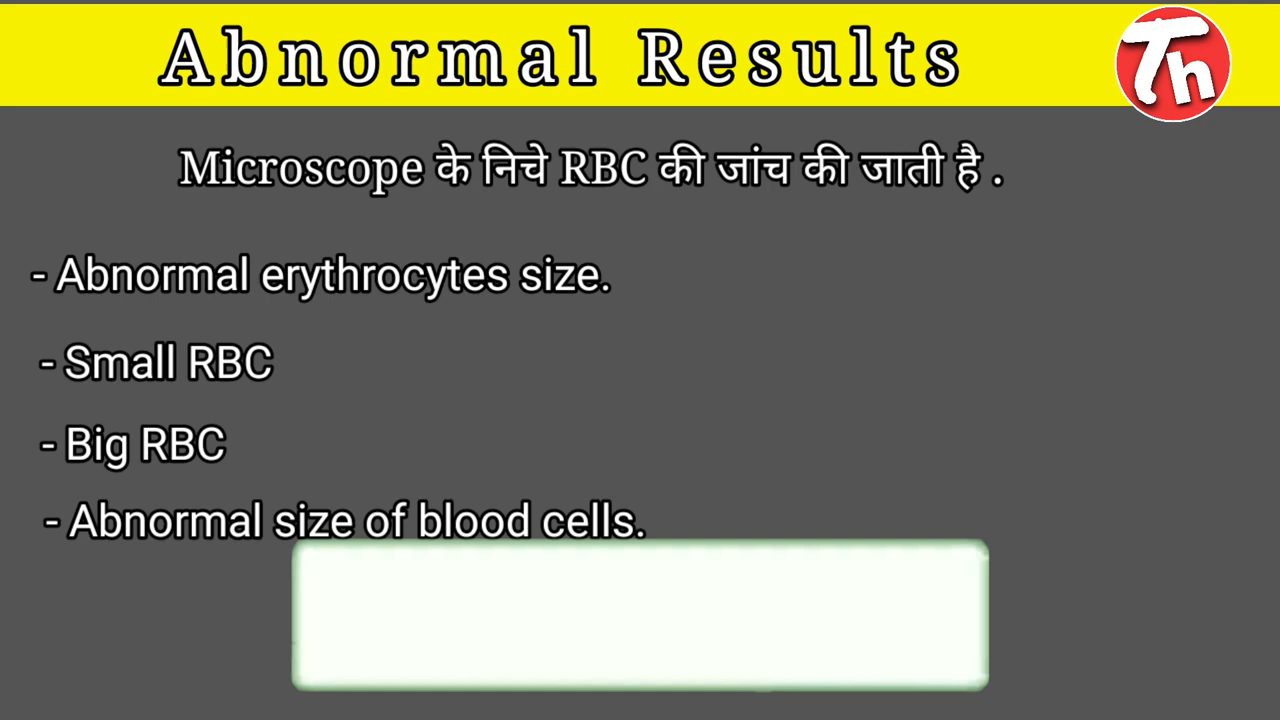 Abnormal Results
Th
Microscope के निचे RBC की जांच की जाती है .
- Abnormal erythrocytes size.
- Small RBC
- Big RBC
- Abnormal size of blood cells.